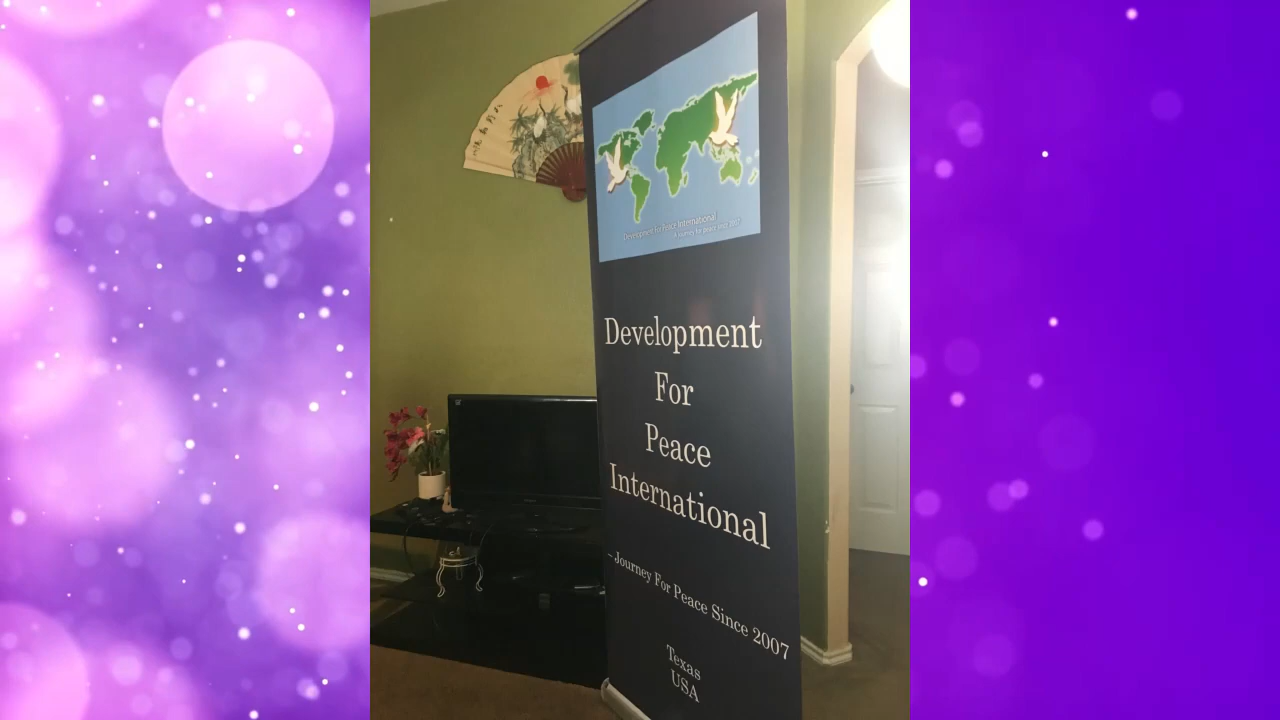 Development for Peace International
A journey for peace since 2007
Development
For
Peace
International
– Journey For Peace Since 2007
Texas
USA